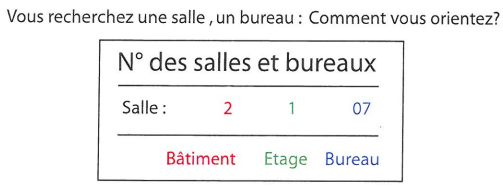 Vous recherchez une salle , un bureau : Comment vous orientez?
N° des salles et bureaux
Salle : 2 1 07
Bâtiment Etage Bureau